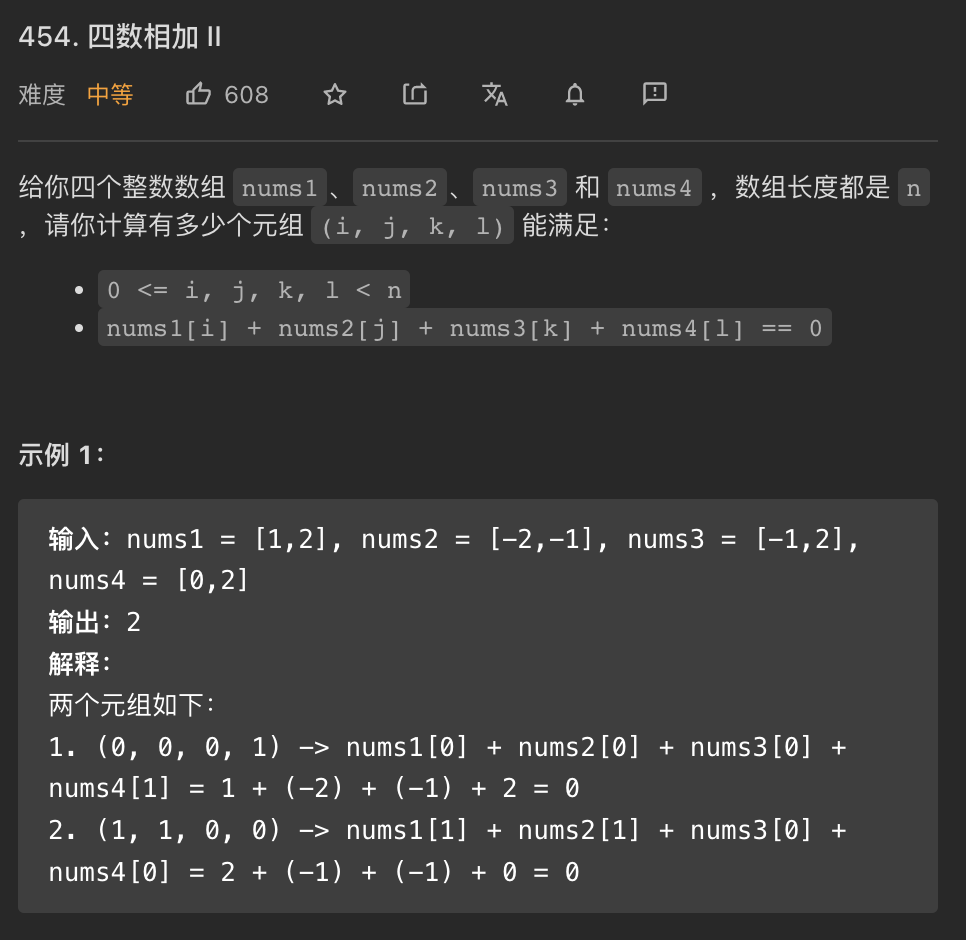 454. 四数相加 II
难度 中等 608
给你四个整数数组 nums1 、 nums2 、 nums3 和 nums4 ，数组长度都是 n
，请你计算有多少个元组 (i, j, k, l) 能满足：
• 0 <= i, j, k, l < n
• nums1[i] + nums2[j] + nums3[k] + nums4[l] == 0
示例 1：
输入：nums1 = [1,2], nums2 = [-2,-1], nums3 = [-1,2],
nums4 = [0,2]
输出：2
解释：
两个元组如下：
1. (0, 0, 0, 1) -> nums1[0] + nums2[0] + nums3[0] +
nums4[1] = 1 + (-2) + (-1) + 2 = 0
2. (1, 1, 0, 0) -> nums1[1] + nums2[1] + nums3[0] +
nums4[0] = 2 + (-1) + (-1) + 0 = 0